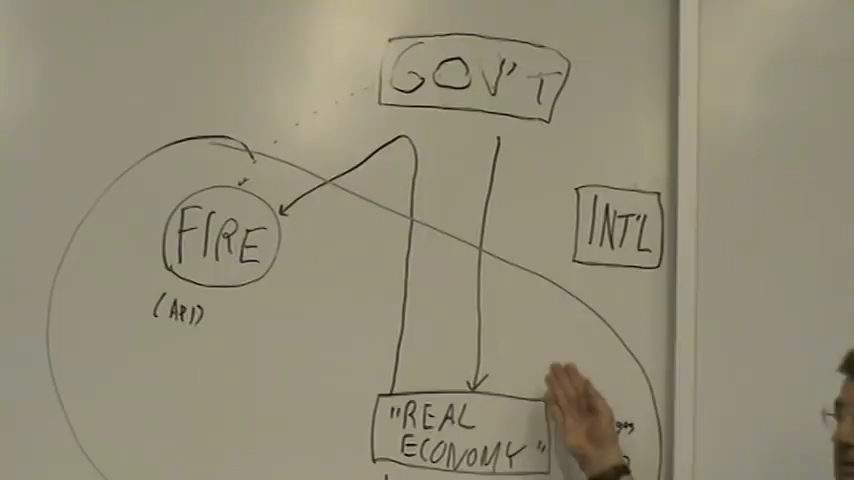 GOV'T
FIRE
INT'L
"REAL
ECONOMY"